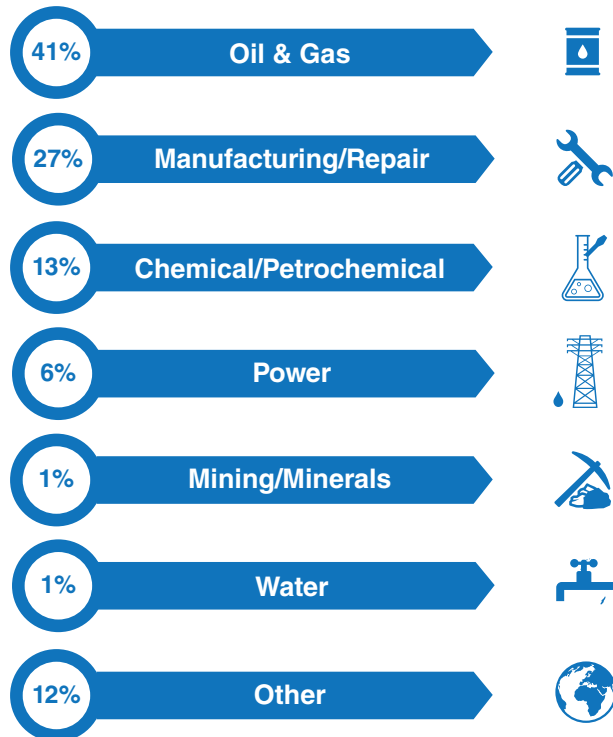 41% Oil & Gas
27% Manufacturing/Repair
13% Chemical/Petrochemical
6% Power
1% Mining/Minerals
1% Water
12% Other